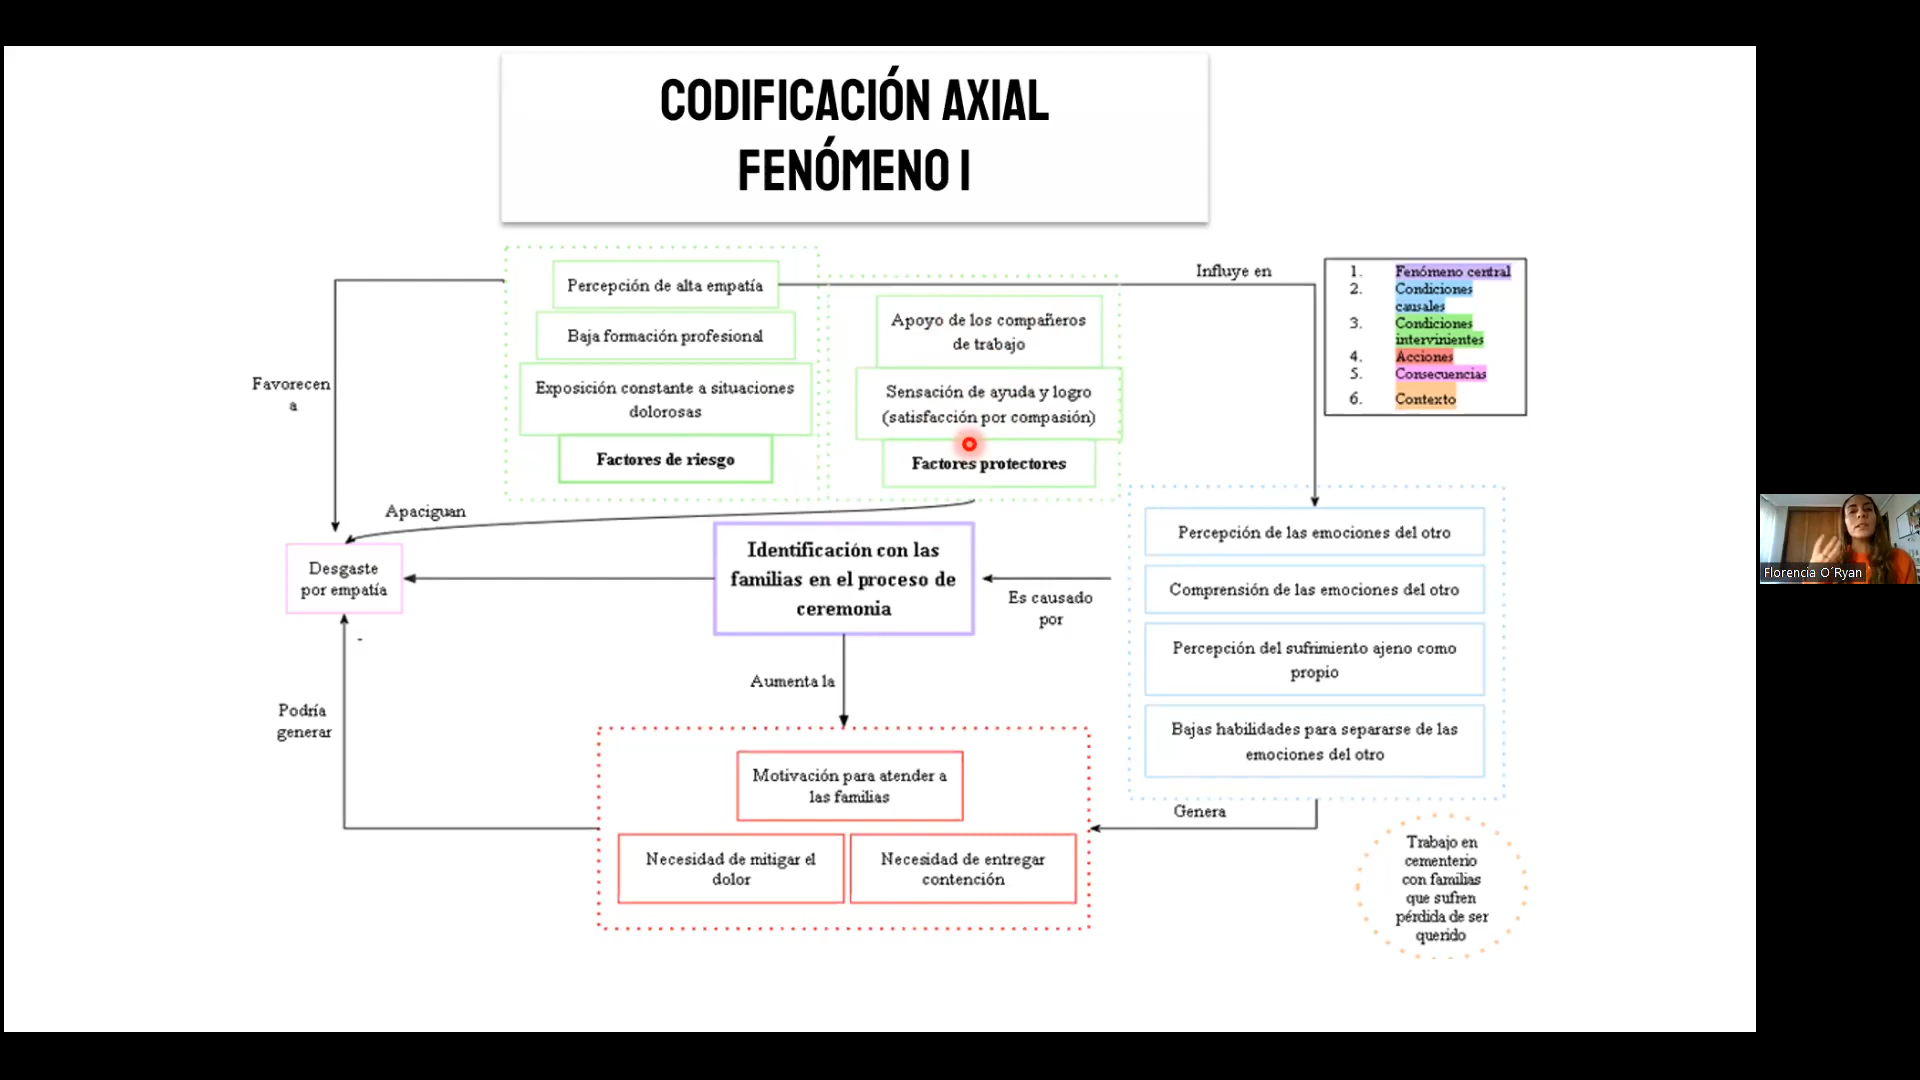 CODIFICACIÓN AXIAL
FENÓMENO I
Percepción de alta empatía
Baja formación profesional
Exposición constante a situaciones
dolorosas
Factores de riesgo
Apoyo de los compañeros
de trabajo
Sensación de ayuda y logro
(satisfacción por compasión)
Factores protectores
Influye en
1. Fenómeno central
2. Condiciones
causales
3. Condiciones
intervinientes
4. Acciones
5. Consecuencias
6. Contexto
Favorecen
a
Apaciguan
Desgaste
por empatía
-
Identificación con las
familias en el proceso de
ceremonia
Es causado
por
Percepción de las emociones del otro
Comprensión de las emociones del otro
Percepción del sufrimiento ajeno como
propio
Bajas habilidades para separarse de las
emociones del otro
Aumenta la
Podría
generar
Motivación para atender a
las familias
Necesidad de mitigar el
dolor
Necesidad de entregar
contención
Genera
Trabajo en
cementerio
con familias
que sufren
pérdida de ser
querido
Florencia O´Ryan